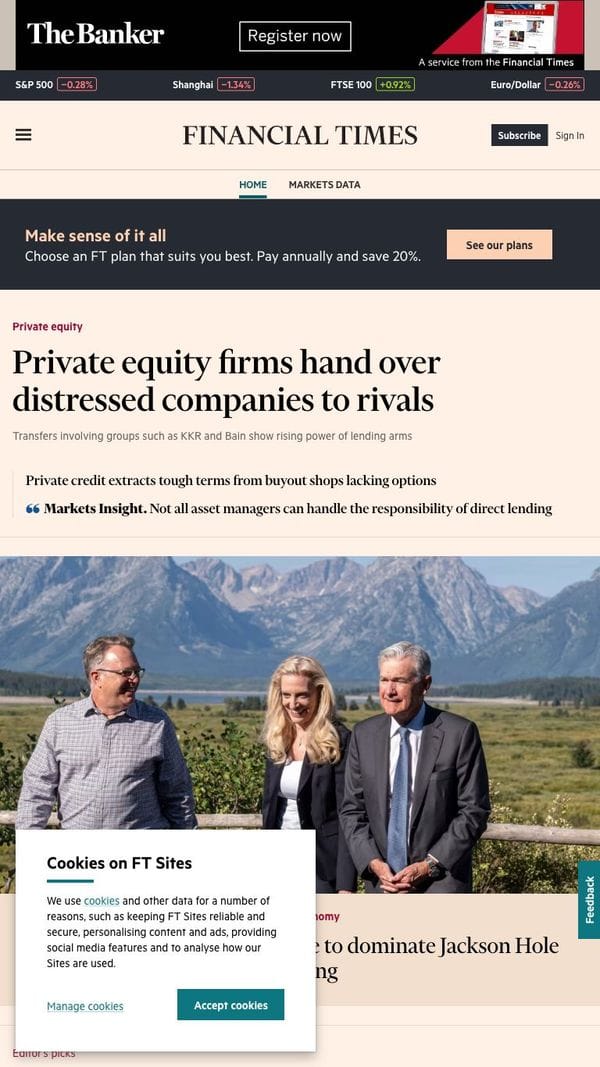 The Banker
Register now
A service from the Financial Times
S&P 500 −0.28% Shanghai −1.34% FTSE 100 +0.92% Euro/Dollar −0.26%
FINANCIAL TIMES
Subscribe Sign In
HOME MARKETS DATA
Make sense of it all
Choose an FT plan that suits you best. Pay annually and save 20%.
See our plans
Private equity
Private equity firms hand over
distressed companies to rivals
Transfers involving groups such as KKR and Bain show rising power of lending arms
Private credit extracts tough terms from buyout shops lacking options
Markets Insight. Not all asset managers can handle the responsibility of direct lending
Cookies on FT Sites
We use cookies and other data for a number of
reasons, such as keeping FT Sites reliable and
secure, personalising content and ads, providing
social media features and to analyse how our
Sites are used.
Manage cookies Accept cookies
Feedback
to dominate Jackson Hole
Editor's picks